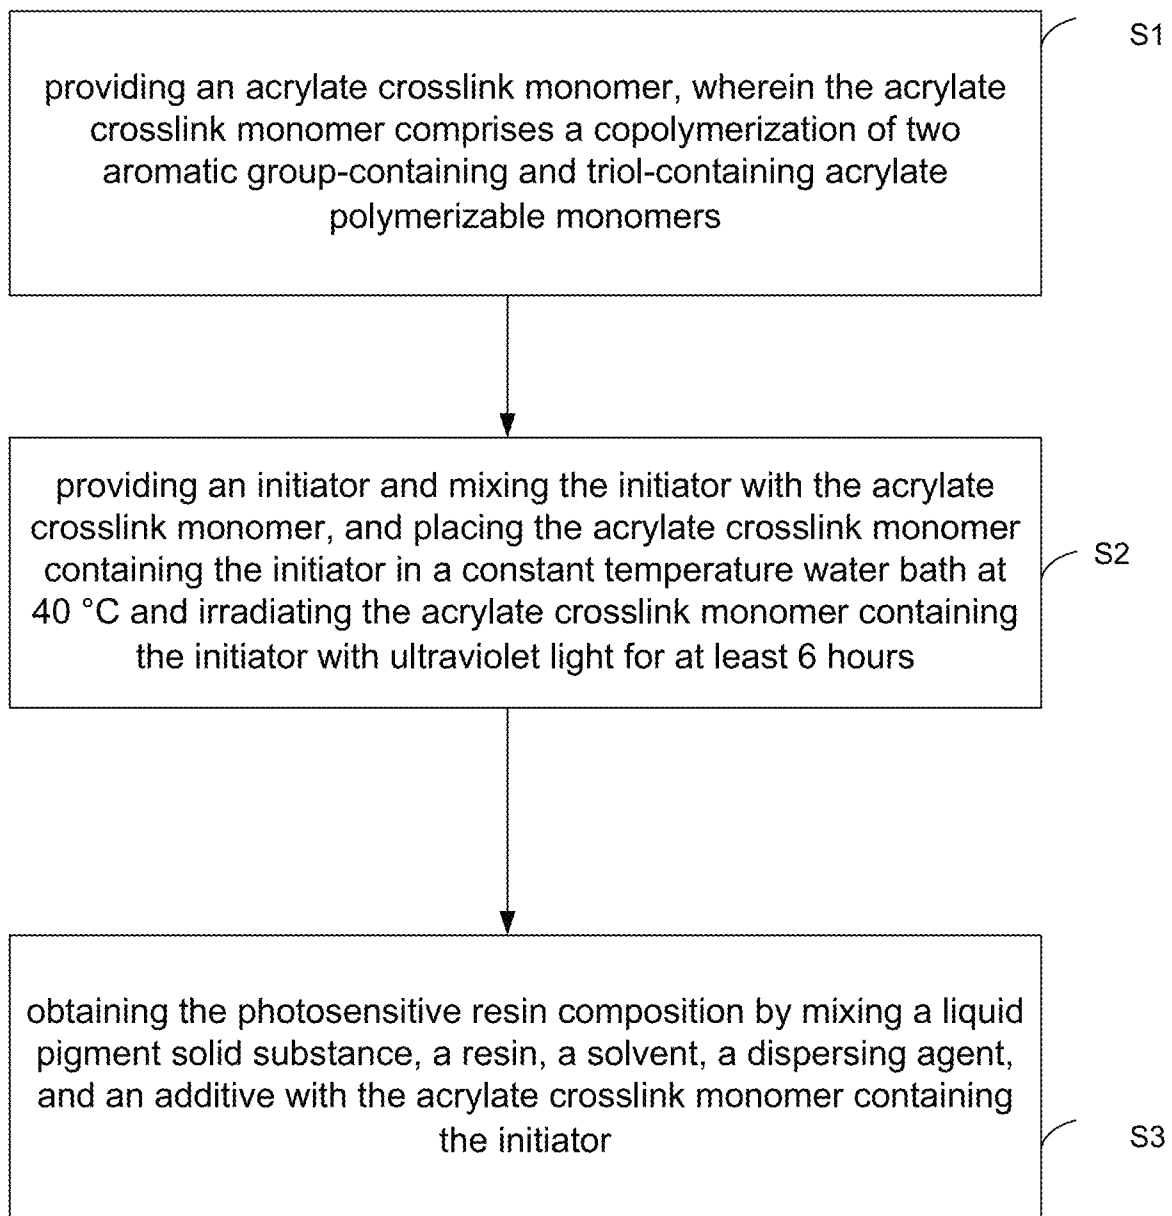 S1
providing an acrylate crosslink monomer, wherein the acrylate
crosslink monomer comprises a copolymerization of two
aromatic group-containing and triol-containing acrylate
polymerizable monomers
providing an initiator and mixing the initiator with the acrylate
crosslink monomer, and placing the acrylate crosslink monomer
containing the initiator in a constant temperature water bath at
40 °C and irradiating the acrylate crosslink monomer containing
the initiator with ultraviolet light for at least 6 hours
S2
obtaining the photosensitive resin composition by mixing a liquid
pigment solid substance, a resin, a solvent, a dispersing agent,
and an additive with the acrylate crosslink monomer containing
the initiator
S3